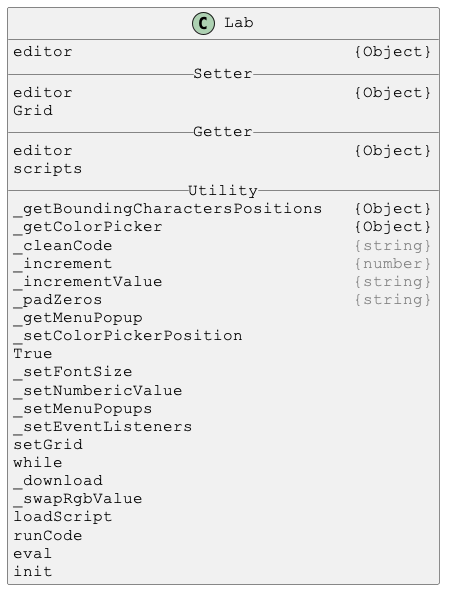 C Lab
editor {Object}
Setter
editor {Object}
Grid
Getter
editor {Object}
scripts
Utility
_getBoundingCharactersPositions {Object}
_getColorPicker {Object}
_cleanCode {string}
_increment {number}
_incrementValue {string}
_padZeros {string}
_getMenuPopup
_setColorPickerPosition
True
_setFontSize
_setNumbericValue
_setMenuPopups
_setEventListeners
setGrid
while
_download
_swapRgbValue
loadScript
runCode
eval
init